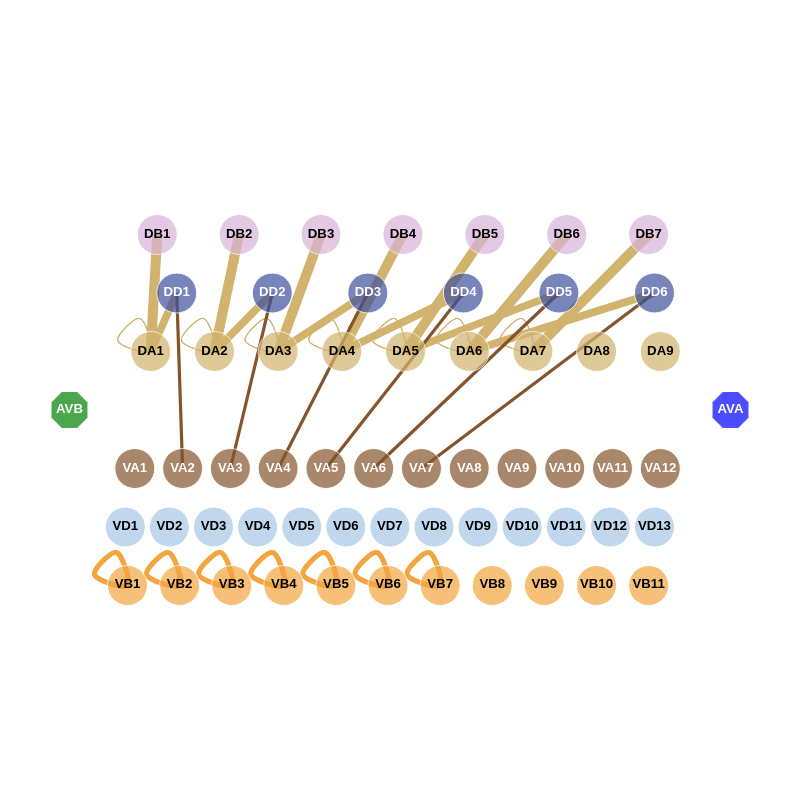 DB1 DB2 DB3 DB4 DB5 DB6 DB7
DD1 DD2 DD3 DD4 DD5 DD6
DA1 DA2 DA3 DA4 DA5 DA6 DA7 DA8 DA9
AVB AVA
VA1 VA2 VA3 VA4 VA5 VA6 VA7 VA8 VA9 VA10 VA11 VA12
VD1 VD2 VD3 VD4 VD5 VD6 VD7 VD8 VD9 VD10 VD11 VD12 VD13
VB1 VB2 VB3 VB4 VB5 VB6 VB7 VB8 VB9 VB10 VB11